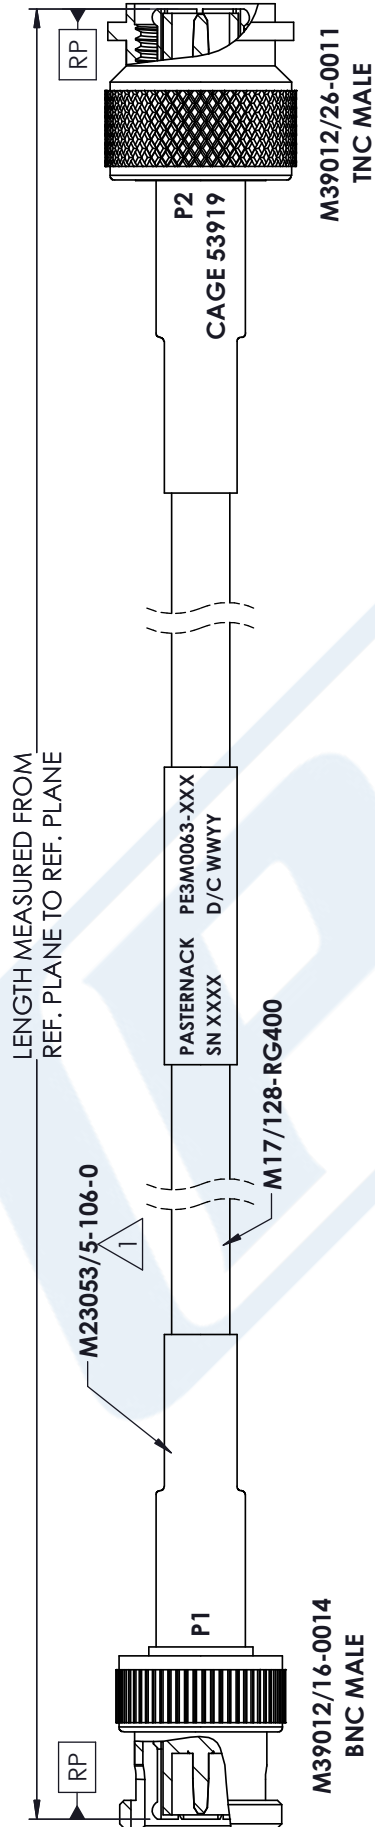 LENGTH MEASURED FROM
REF. PLANE TO REF. PLANE
RP
RP
M23053/5-106-0
1
P1
PASTERNACK PE3M0063-XXX
SN XXXX D/C WWYY
P2
CAGE 53919
M17/128-RG400
M39012/16-0014
BNC MALE
M39012/26-0011
TNC MALE